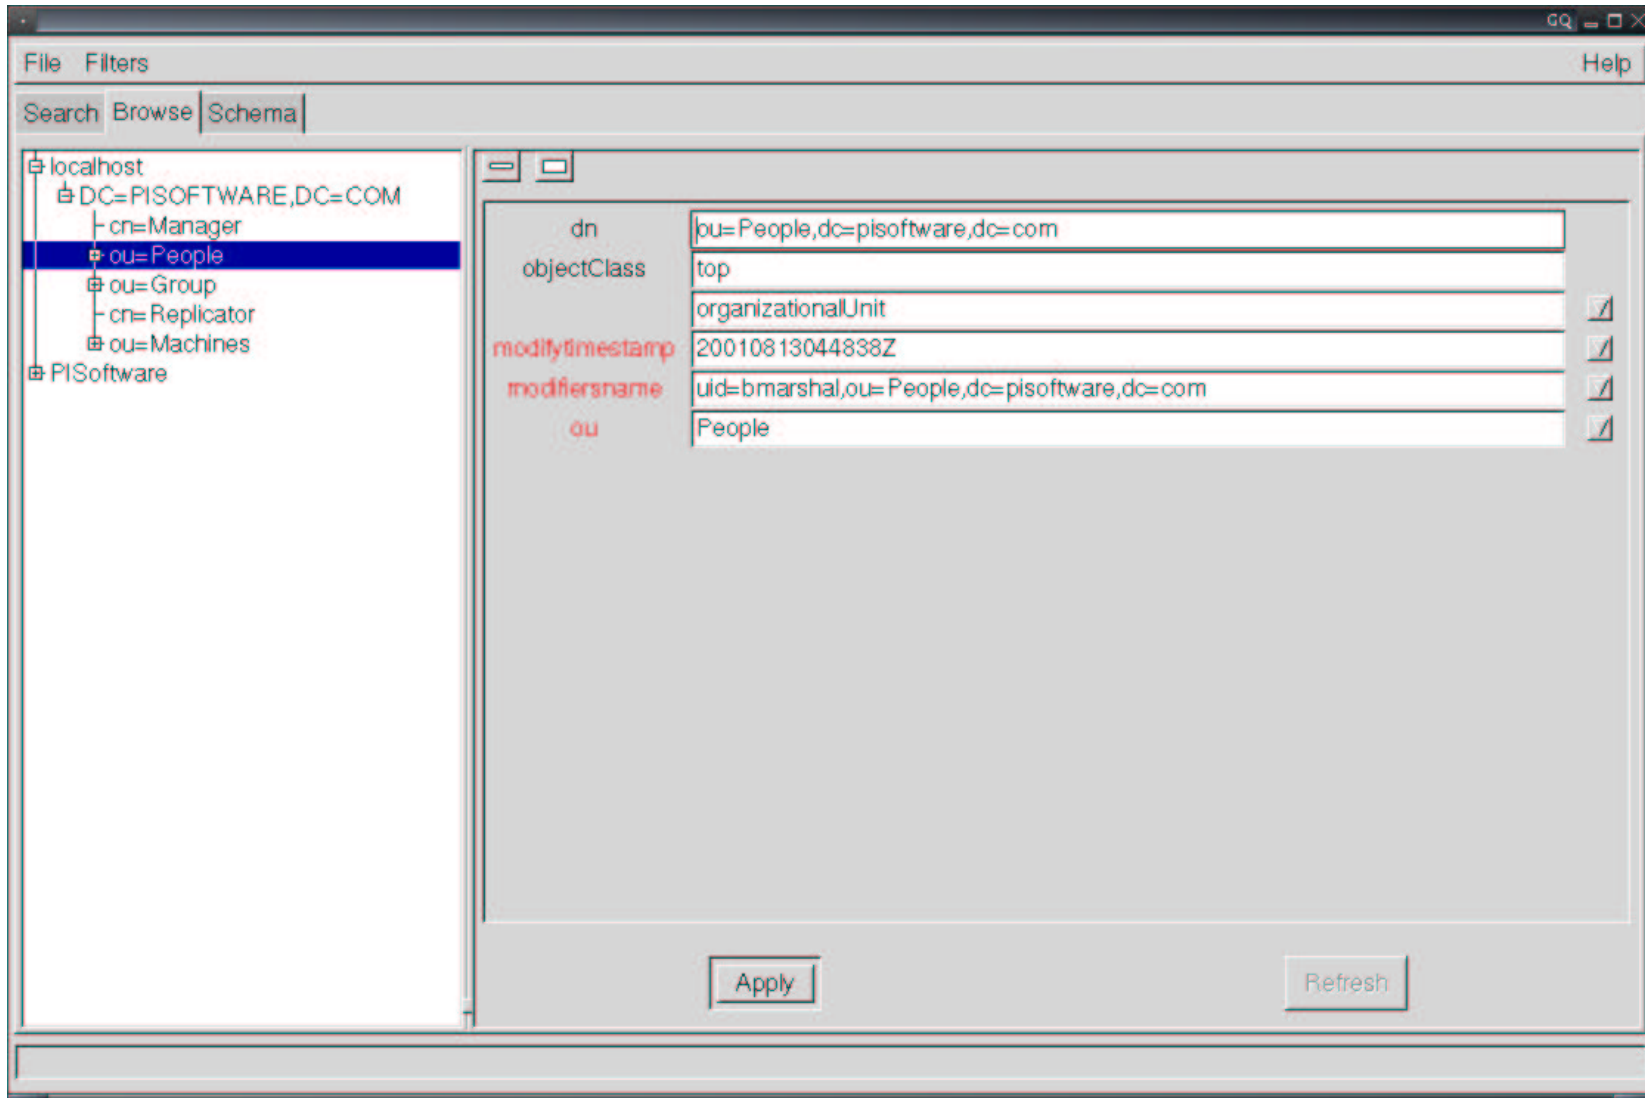 GQ
File Filters Help
Search Browse Schema
localhost
DC=PISOFTWARE,DC=COM
cn=Manager
ou=People
ou=Group
cn=Replicator
ou=Machines
PISoftware
dn ou=People,dc=pisoftware,dc=com
objectClass top
organizationalUnit
modifytimestamp 20010813044838Z
modifiersname uid=bmarshal,ou=People,dc=pisoftware,dc=com
ou People
Apply Refresh